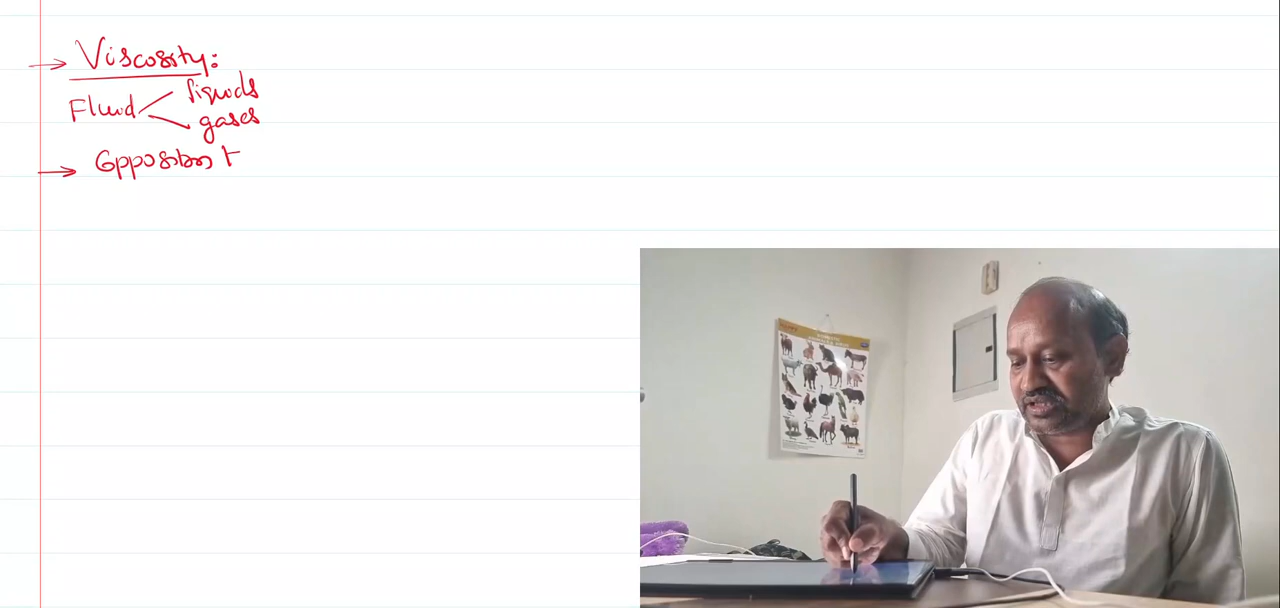 → Viscosity:
Fluid < liquids
gases
→ Opposition t